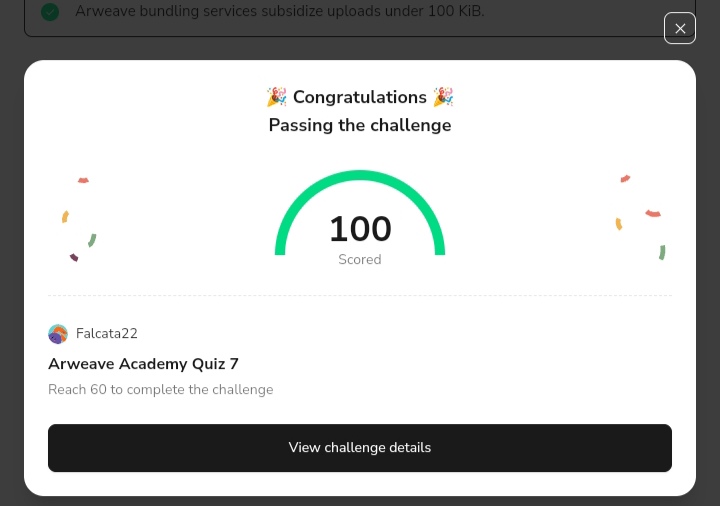 Arweave bundling services subsidize uploads under 100 KiB.
🎉 Congratulations 🎉
Passing the challenge
100
Scored
Falcata22
Arweave Academy Quiz 7
Reach 60 to complete the challenge
View challenge details